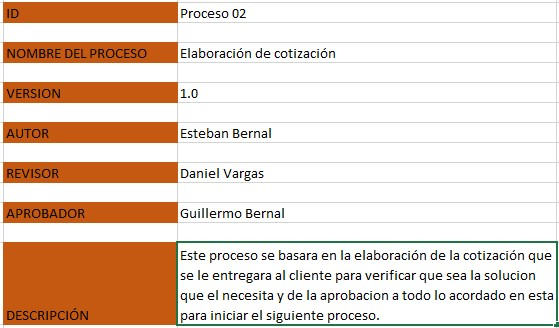 ID Proceso 02
NOMBRE DEL PROCESO Elaboración de cotización
VERSION 1.0
AUTOR Esteban Bernal
REVISOR Daniel Vargas
APROBADOR Guillermo Bernal
DESCRIPCIÓN
Este proceso se basara en la elaboración de la cotización que
se le entregara al cliente para verificar que sea la solucion
que el necesita y de la aprobacion a todo lo acordado en esta
para iniciar el siguiente proceso.